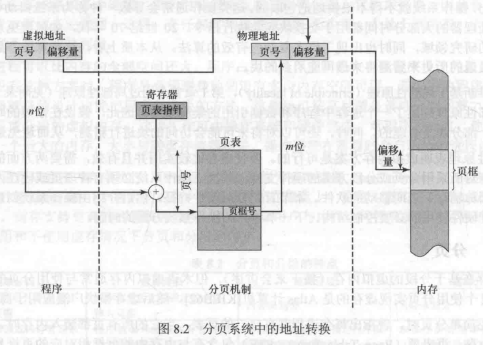 虚拟地址
页号 偏移量
物理地址
页号 偏移量
寄存器
页表指针
n位
m位
页表
页号
页框号
偏移量
页框
程序
分页机制
内存
图 8.2 分页系统中的地址转换